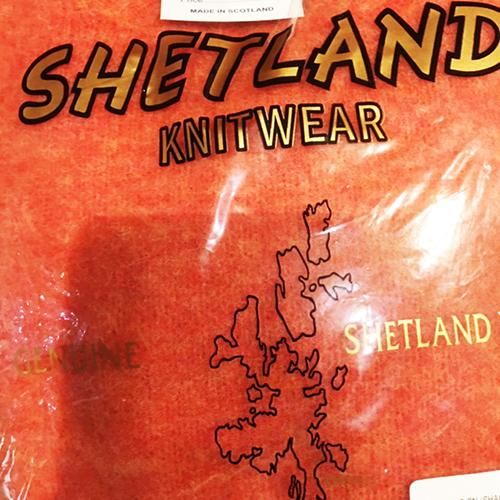 MADE IN SCOTLAND
SHETLAND
KNITWEAR
GENUINE
SHETLAND